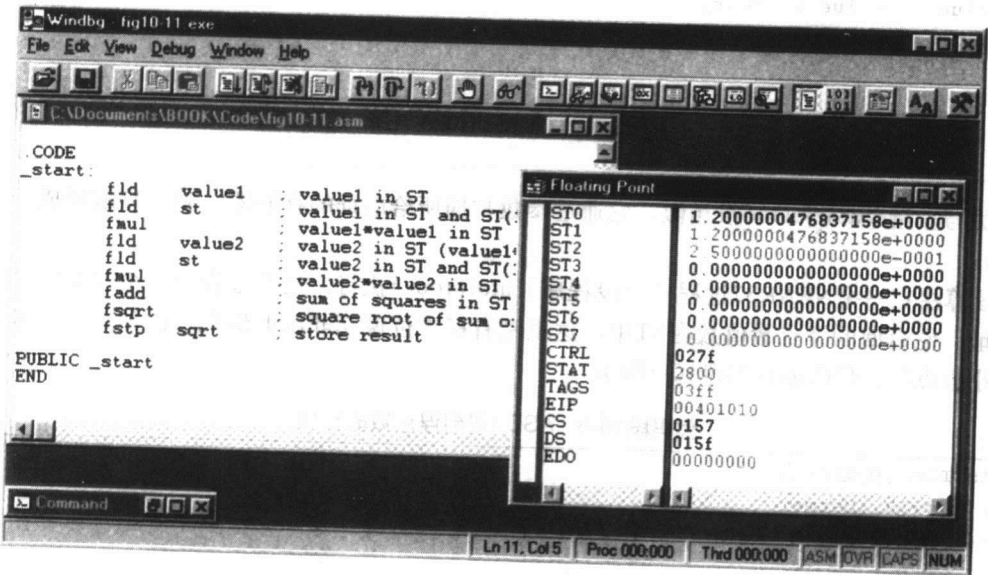 Windbg - fig10-11.exe
File Edit View Debug Window Help
C:\Documents\BOOK\Code\fig10-11.asm
.CODE
_start:
fld value1 ; value1 in ST
fld st ; value1 in ST and ST(
fmul ; value1*value1 in ST
fld value2 ; value2 in ST (value1
fld st ; value2 in ST and ST(
fmul ; value2*value2 in ST
fadd ; sum of squares in ST
fsqrt ; square root of sum o
fstp sqrt ; store result
PUBLIC _start
END
Floating Point
ST0 1.2000000476837158e+0000
ST1 1.2000000476837158e+0000
ST2 2.5000000000000000e-0001
ST3 0.0000000000000000e+0000
ST4 0.0000000000000000e+0000
ST5 0.0000000000000000e+0000
ST6 0.0000000000000000e+0000
ST7 0.0000000000000000e+0000
CTRL 027f
STAT 2800
TAGS 03ff
EIP 00401010
CS 0157
DS 015f
EDO 00000000
Command
Ln 11, Col 5 Proc 000:000 Thrd 000:000 ASM OVR CAPS NUM